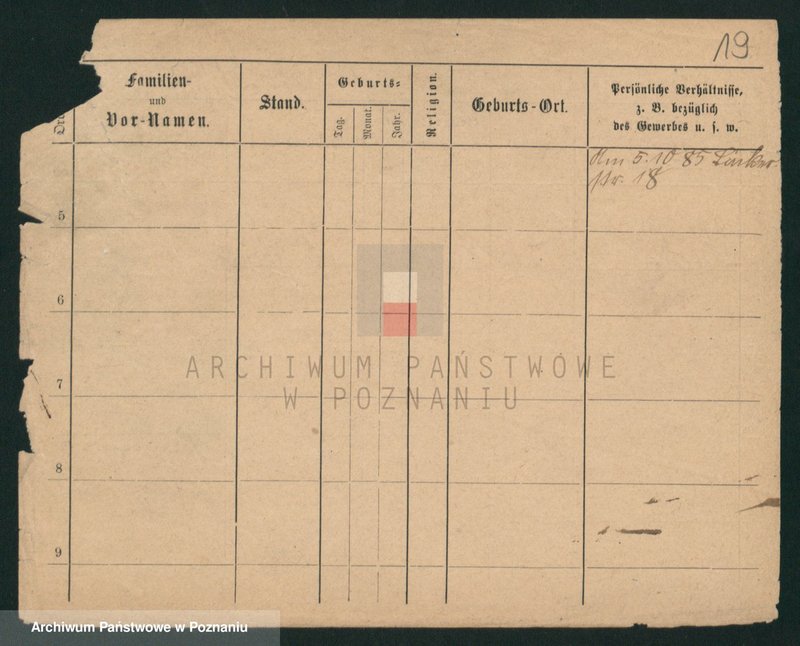 19
Familien-
und
Vor-Namen.
Stand.
Geburts-
Tag.
Monat.
Jahr.
Religion.
Geburts-Ort.
Persönliche Verhältnisse,
z. B. bezüglich
des Gewerbes u. s. w.
Am 5.10 85
str. 18
5
6
7
8
9
ARCHIWUM PAŃSTWOWE
W POZNANIU
Archiwum Państwowe w Poznaniu